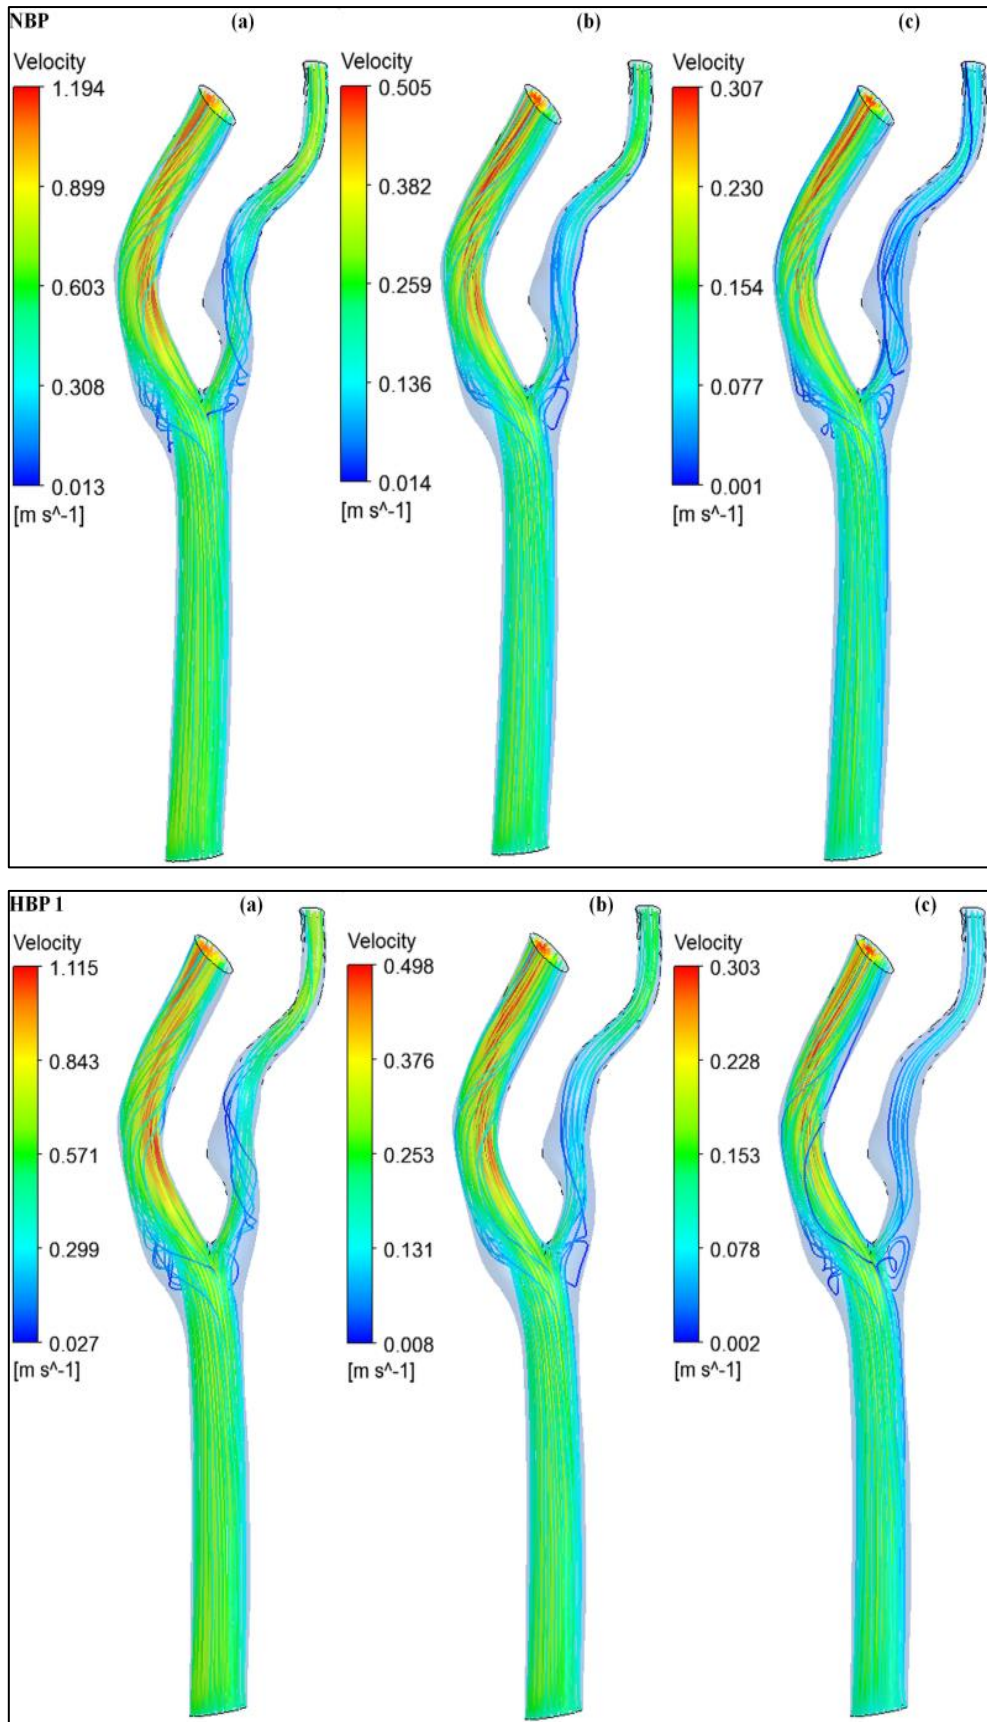 NBP (a) (b) (c)
Velocity
1.194
0.899
0.603
0.308
0.013
[m s^-1]
Velocity
0.505
0.382
0.259
0.136
0.014
[m s^-1]
Velocity
0.307
0.230
0.154
0.077
0.001
[m s^-1]
HBP 1 (a) (b) (c)
Velocity
1.115
0.843
0.571
0.299
0.027
[m s^-1]
Velocity
0.498
0.376
0.253
0.131
0.008
[m s^-1]
Velocity
0.303
0.228
0.153
0.078
0.002
[m s^-1]